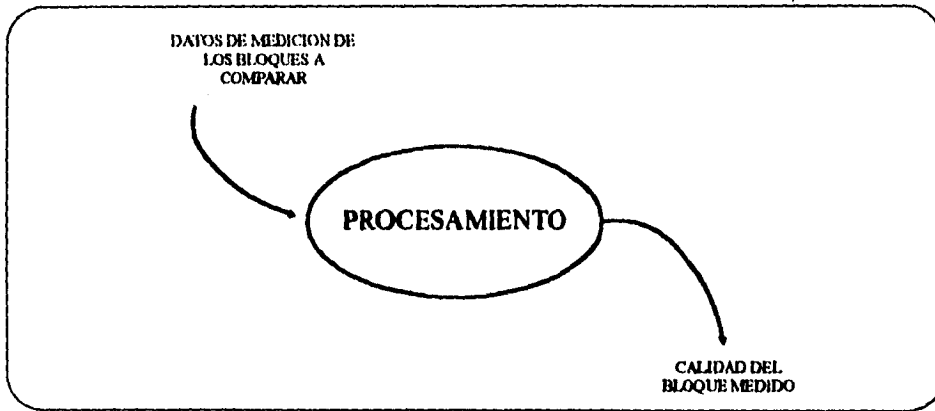 DATOS DE MEDICION DE
LOS BLOQUES A
COMPARAR
PROCESAMIENTO
CALIDAD DEL
BLOQUE MEDIDO